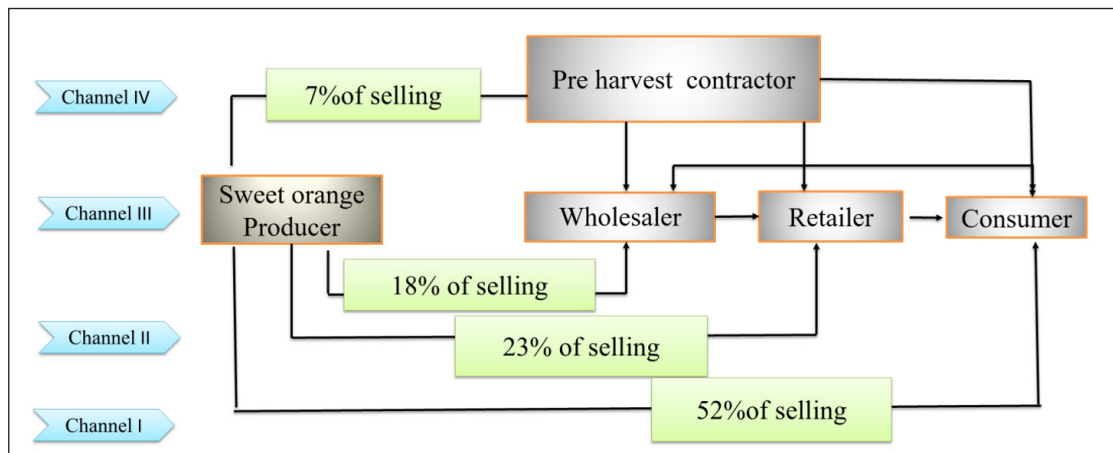 Channel IV
7%of selling
Pre harvest contractor
Channel III
Sweet orange
Producer
Wholesaler
Retailer
Consumer
18% of selling
Channel II
23% of selling
52%of selling
Channel I